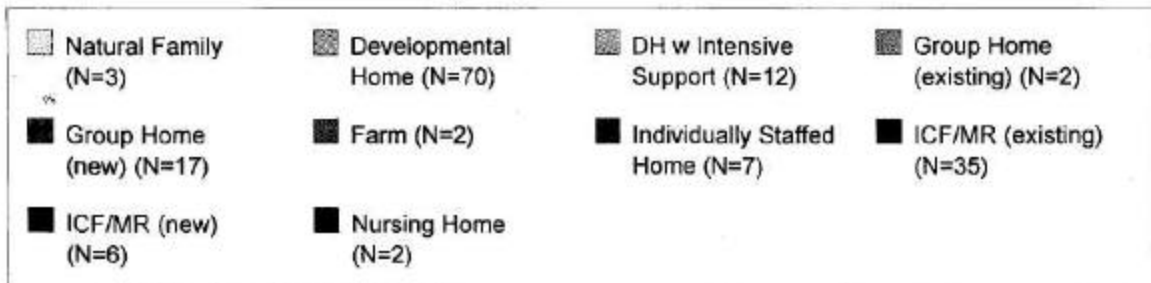 Natural Family
(N=3)
Developmental
Home (N=70)
DH w Intensive
Support (N=12)
Group Home
(existing) (N=2)
Group Home
(new) (N=17)
Farm (N=2)
Individually Staffed
Home (N=7)
ICF/MR (existing)
(N=35)
ICF/MR (new)
(N=6)
Nursing Home
(N=2)